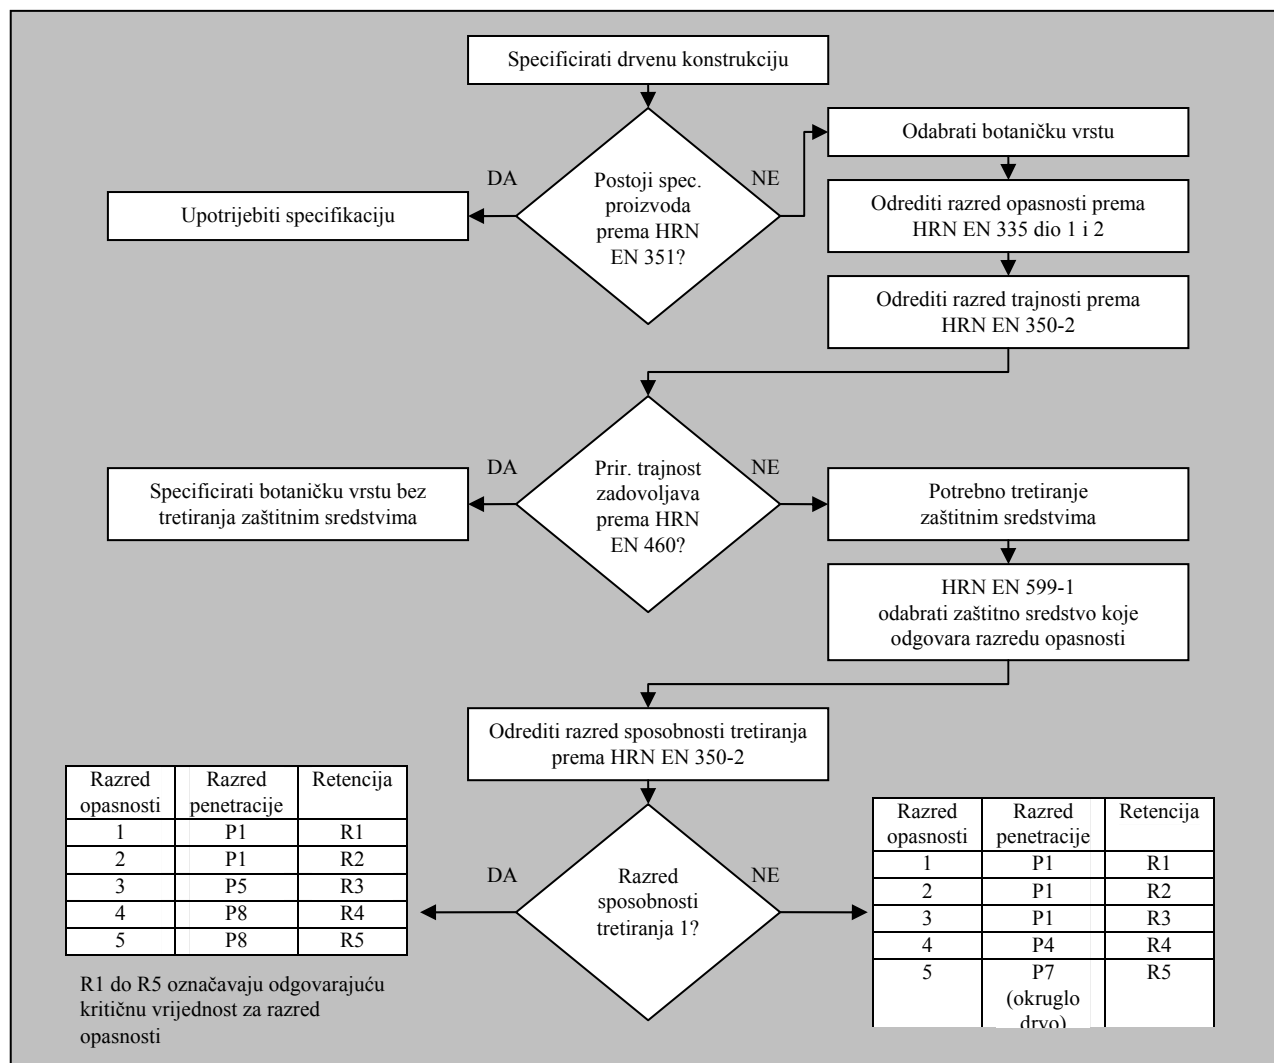 Specificirati drvenu konstrukciju
Postoji spec.
proizvoda
prema HRN
EN 351?
DA
NE
Upotrijebiti specifikaciju
Odabrati botaničku vrstu
Odrediti razred opasnosti prema
HRN EN 335 dio 1 i 2
Odrediti razred trajnosti prema
HRN EN 350-2
Prir. trajnost
zadovoljava
prema HRN
EN 460?
DA
NE
Specificirati botaničku vrstu bez
tretiranja zaštitnim sredstvima
Potrebno tretiranje
zaštitnim sredstvima
HRN EN 599-1
odabrati zaštitno sredstvo koje
odgovara razredu opasnosti
Odrediti razred sposobnosti tretiranja
prema HRN EN 350-2
Razred
sposobnosti
tretiranja 1?
DA
NE
Razred Razred Retencija
opasnosti penetracije
1 P1 R1
2 P1 R2
3 P5 R3
4 P8 R4
5 P8 R5
R1 do R5 označavaju odgovarajuću
kritičnu vrijednost za razred
opasnosti
Razred Razred Retencija
opasnosti penetracije
1 P1 R1
2 P1 R2
3 P1 R3
4 P4 R4
5 P7 R5
(okruglo
drvo)